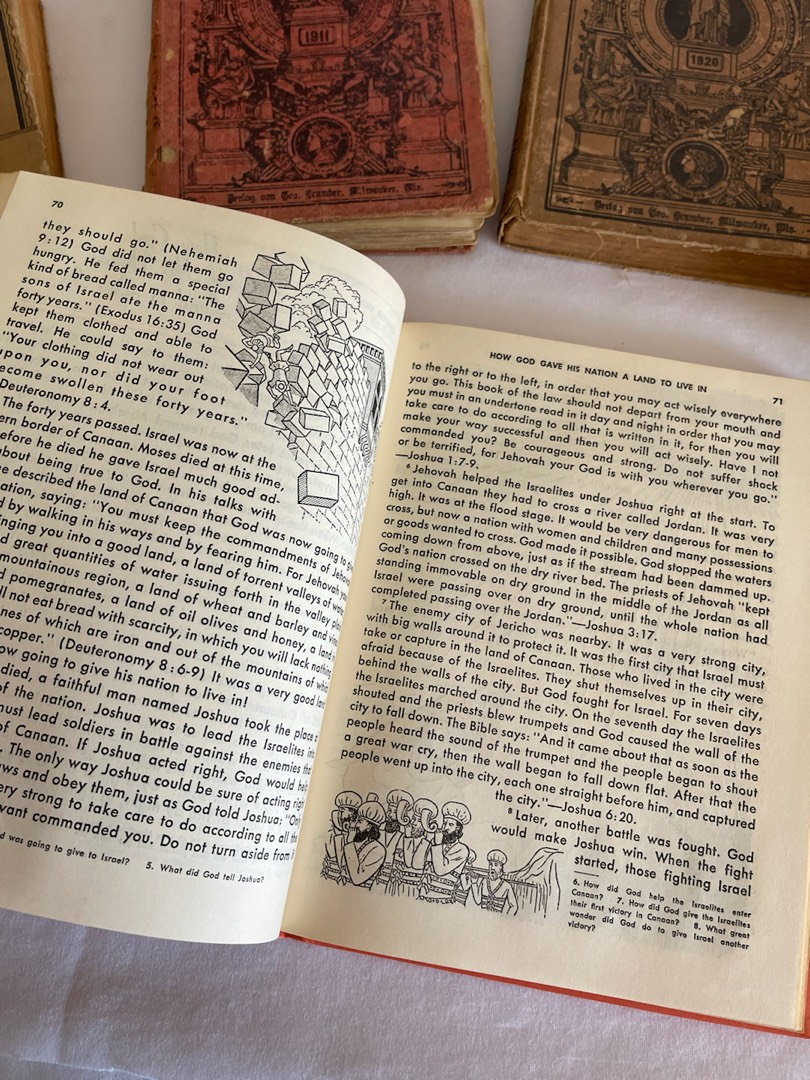 1911
Verlag von Geo. Brumder, Milwaukee, Wis.
1920
Verlag von Geo. Brumder, Milwaukee, Wis.
70
they should go." (Nehemiah
9:12) God did not let them go
hungry. He fed them a special
kind of bread called manna: "The
sons of Israel ate the manna
forty years." (Exodus 16:35) God
kept them clothed and able to
travel. He could say to them:
"Your clothing did not wear out
upon you, nor did your foot
become swollen these forty years."
Deuteronomy 8:4.
The forty years passed. Israel was now at the
ern border of Canaan. Moses died at this time,
efore he died he gave Israel much good ad-
about being true to God. In his talks with
e described the land of Canaan that God was now going to
ation, saying: "You must keep the commandments of Jehov
d by walking in his ways and by fearing him. For Jehovah yo
inging you into a good land, a land of torrent valleys of wate
d great quantities of water issuing forth in the valley pla
mountainous region, a land of wheat and barley and vin
d pomegranates, a land of oil olives and honey, a land
ll not eat bread with scarcity, in which you will lack nothing
nes of which are iron and out of the mountains of whic
copper." (Deuteronomy 8:6-9) It was a very good lan
ow going to give his nation to live in!
died, a faithful man named Joshua took the place o
of the nation. Joshua was to lead the Israelites int
must lead soldiers in battle against the enemies tha
of Canaan. If Joshua acted right, God would help
. The only way Joshua could be sure of acting right
aws and obey them, just as God told Joshua: "Only
ery strong to take care to do according to all th
vant commanded you. Do not turn aside from i
d was going to give to Israel? 5. What did God tell Joshua?
HOW GOD GAVE HIS NATION A LAND TO LIVE IN 71
to the right or to the left, in order that you may act wisely everywhere
you go. This book of the law should not depart from your mouth and
you must in an undertone read in it day and night in order that you may
take care to do according to all that is written in it, for then you will
make your way successful and then you will act wisely. Have I not
commanded you? Be courageous and strong. Do not suffer shock
or be terrified, for Jehovah your God is with you wherever you go."
—Joshua 1:7-9.
6 Jehovah helped the Israelites under Joshua right at the start. To
get into Canaan they had to cross a river called Jordan. It was very
high. It was at the flood stage. It would be very dangerous for men to
cross, but now a nation with women and children and many possessions
or goods wanted to cross. God made it possible. God stopped the waters
coming down from above, just as if the stream had been dammed up.
God's nation crossed on the dry river bed. The priests of Jehovah "kept
standing immovable on dry ground in the middle of the Jordan as all
Israel were passing over on dry ground, until the whole nation had
completed passing over the Jordan."—Joshua 3:17.
7 The enemy city of Jericho was nearby. It was a very strong city,
with big walls around it to protect it. It was the first city that Israel must
take or capture in the land of Canaan. Those who lived in the city were
afraid because of the Israelites. They shut themselves up in their city,
behind the walls of the city. But God fought for Israel. For seven days
the Israelites marched around the city. On the seventh day the Israelites
shouted and the priests blew trumpets and God caused the wall of the
city to fall down. The Bible says: "And it came about that as soon as the
people heard the sound of the trumpet and the people began to shout
a great war cry, then the wall began to fall down flat. After that the
people went up into the city, each one straight before him, and captured
the city."—Joshua 6:20.
8 Later, another battle was fought. God
would make Joshua win. When the fight
started, those fighting Israel
6. How did God help the Israelites enter
Canaan? 7. How did God give the Israelites
their first victory in Canaan? 8. What great
wonder did God do to give Israel another
victory?